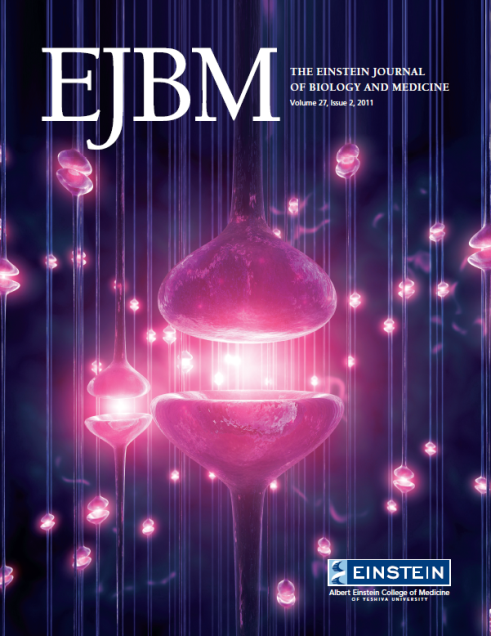 EJBM
THE EINSTEIN JOURNAL
OF BIOLOGY AND MEDICINE
Volume 27, Issue 2, 2011
EINSTEIN
Albert Einstein College of Medicine
OF YESHIVA UNIVERSITY